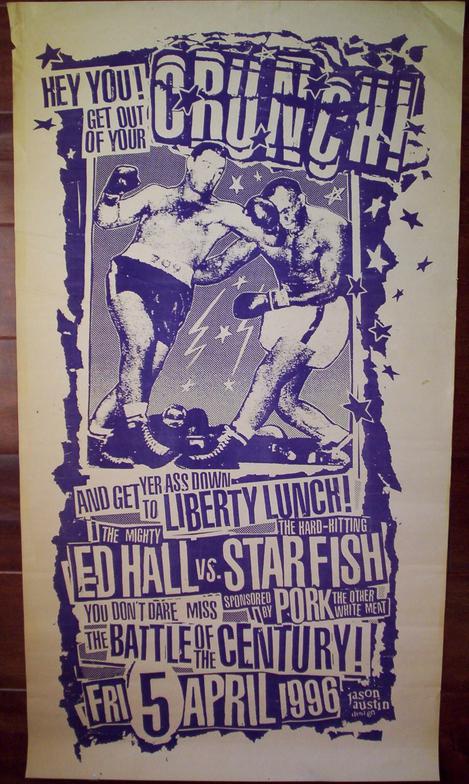 HEY YOU!
GET OUT
OF YOUR
CRUNCH!
AND GET YER ASS DOWN
TO LIBERTY LUNCH!
THE MIGHTY
THE HARD-HITTING
ED HALL VS. STARFISH
YOU DON'T DARE MISS
SPONSORED BY PORK THE OTHER WHITE MEAT
THE BATTLE OF THE CENTURY!
FRI 5 APRIL 1996
jason
austin
design